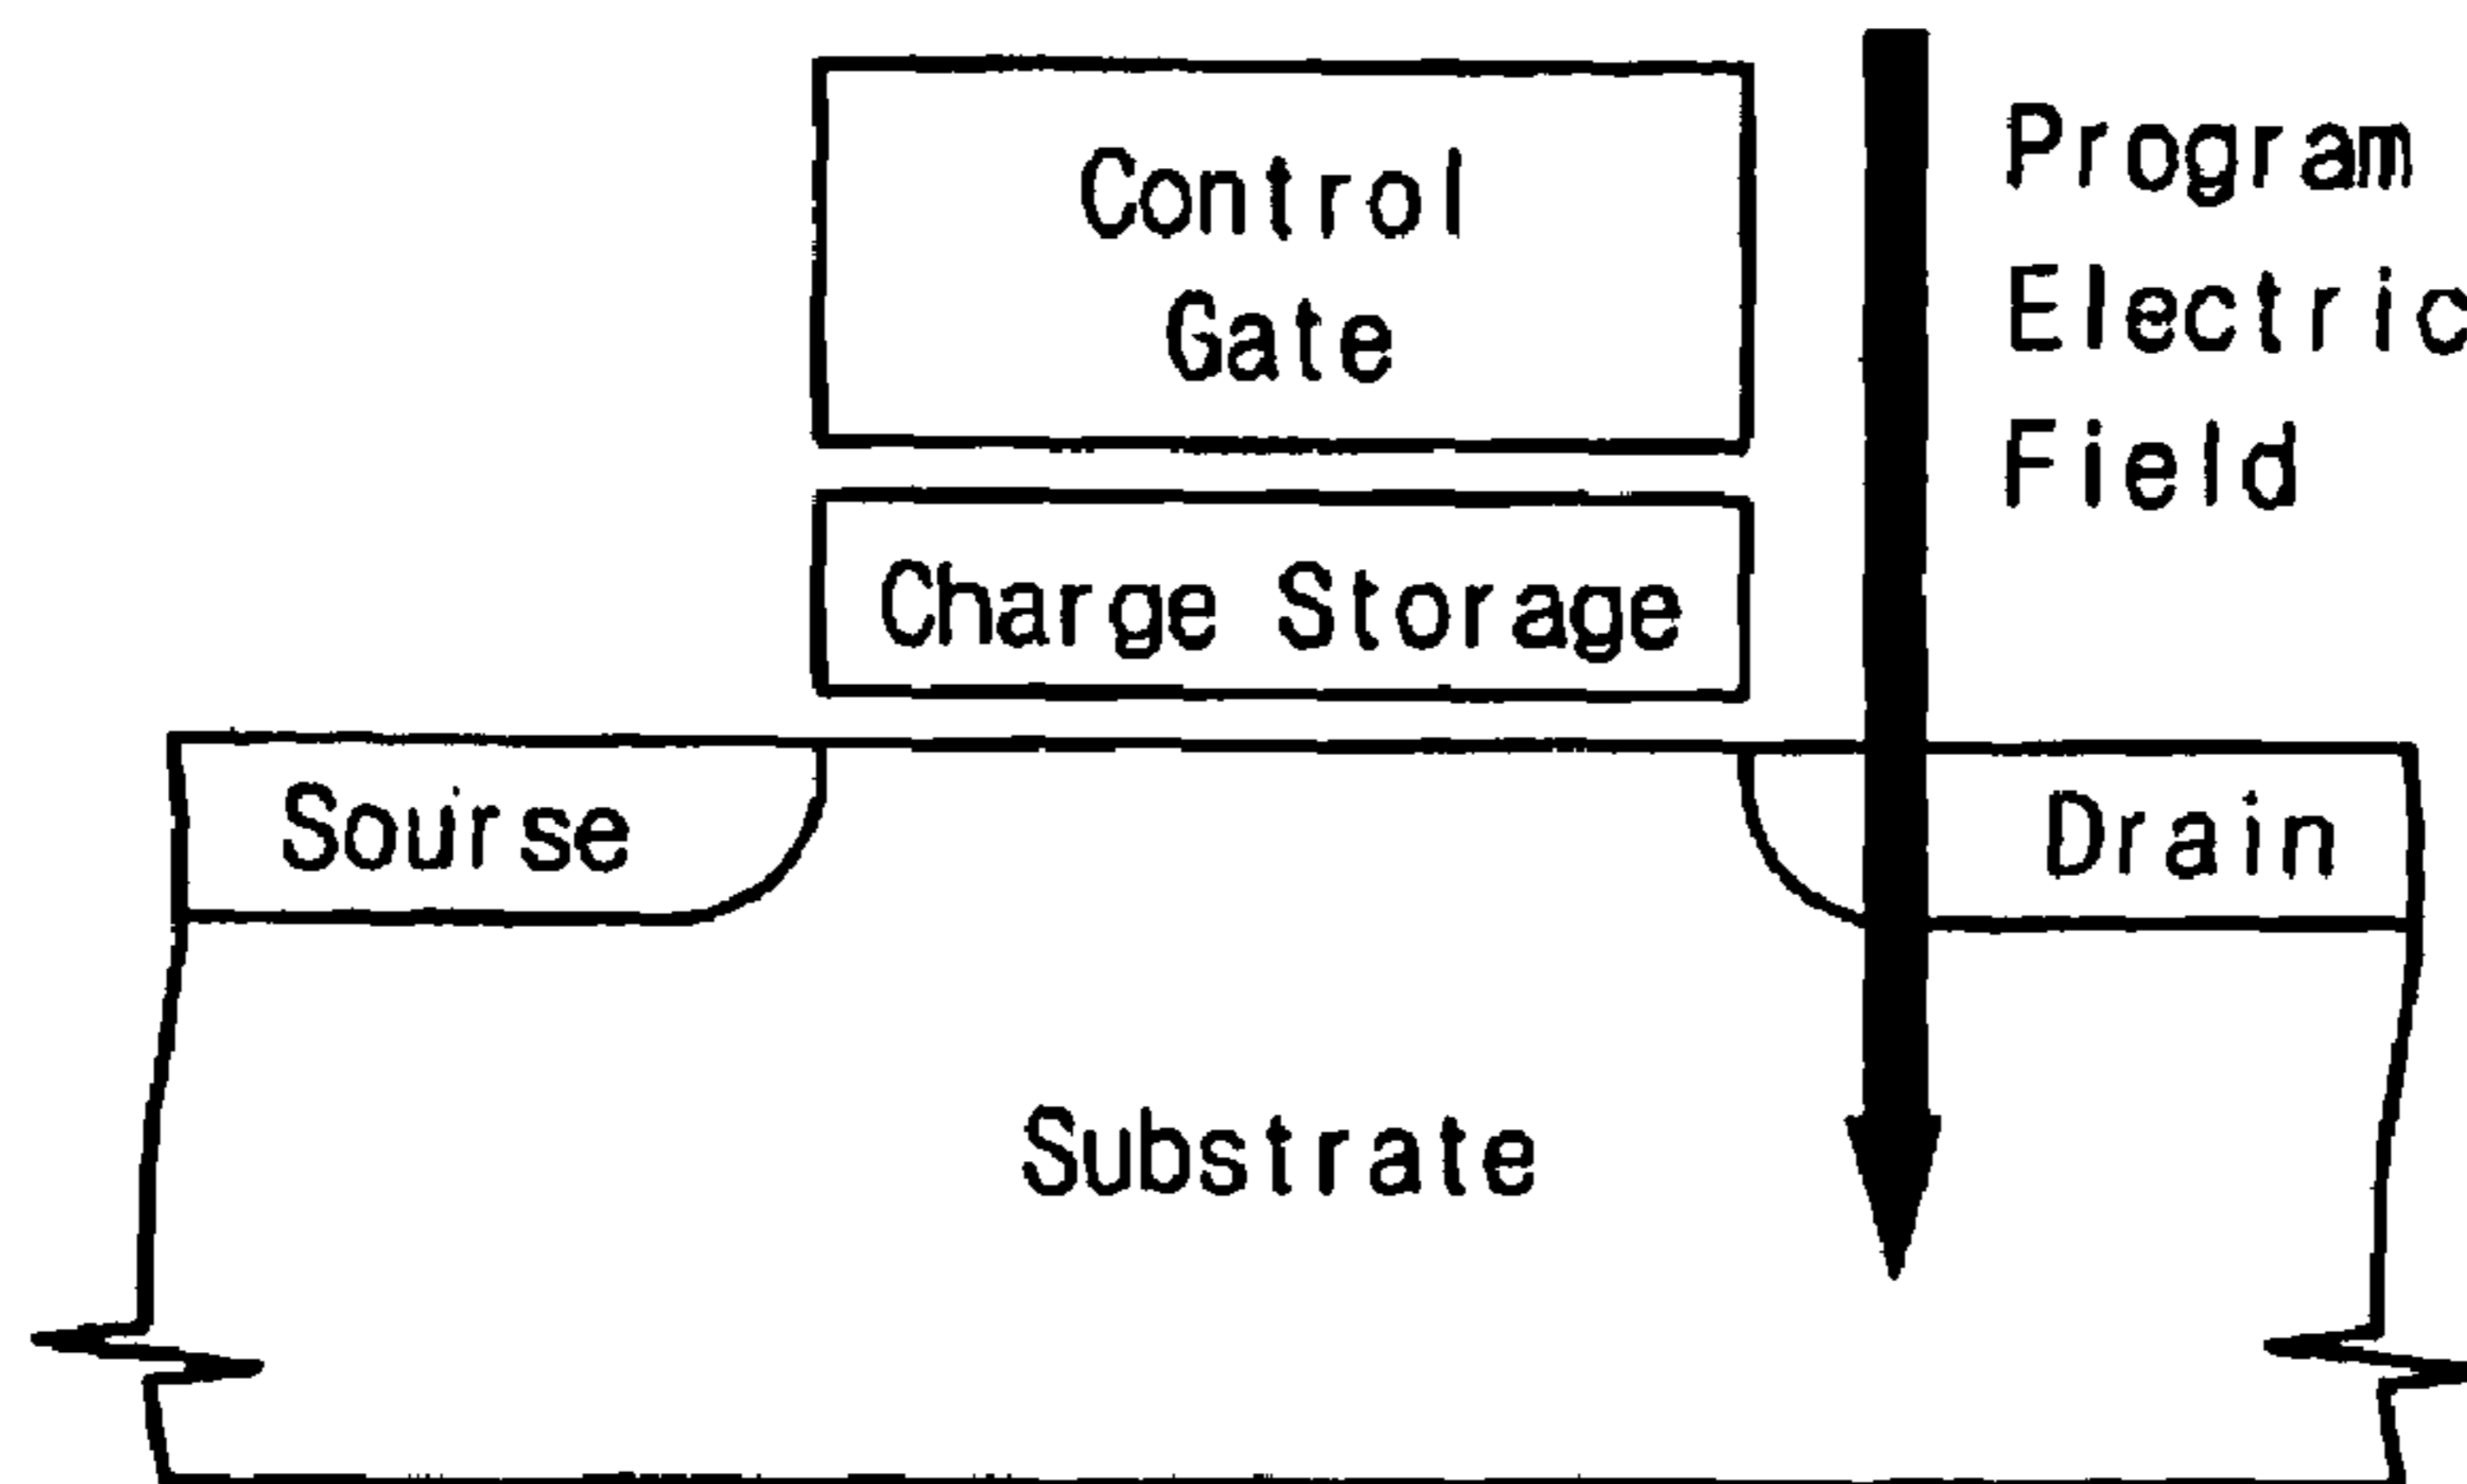 Control
Gate
Program
Electric
Field
Charge Storage
Sourse
Drain
Substrate